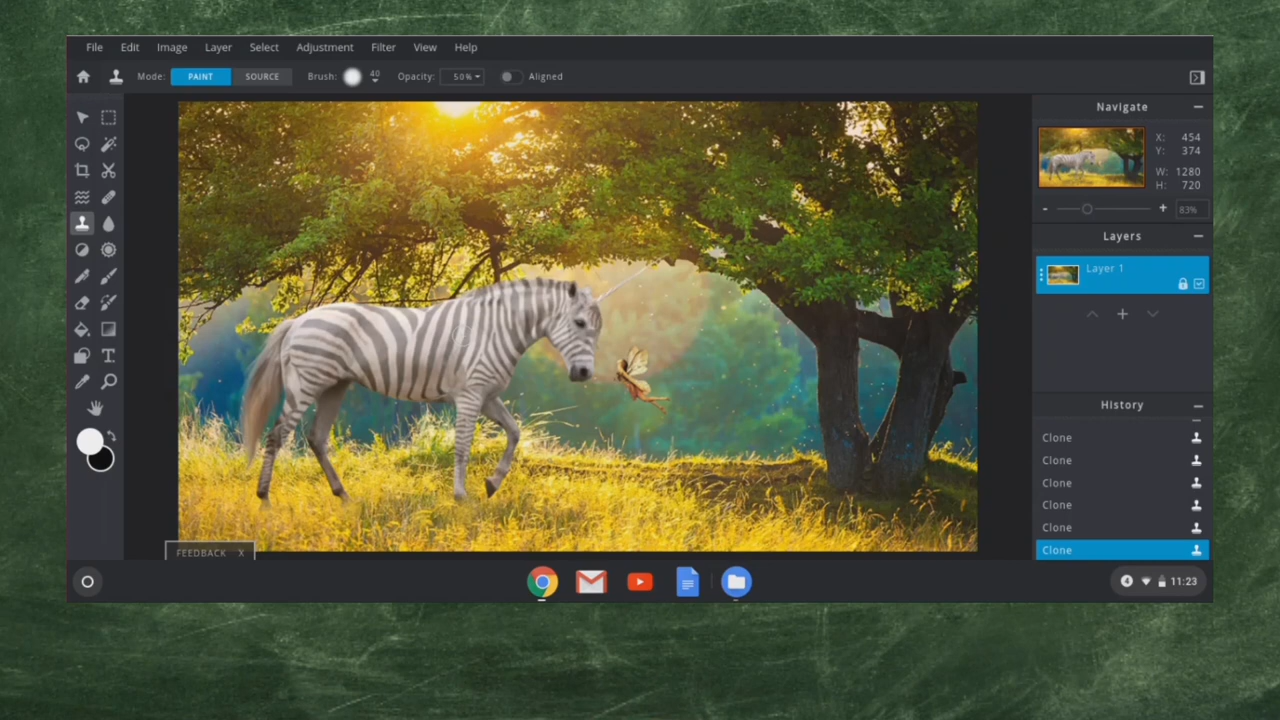 File Edit Image Layer Select Adjustment Filter View Help
Mode: PAINT SOURCE Brush: 40 Opacity: 50% Aligned
Navigate
X: 454
Y: 374
W: 1280
H: 720
83%
Layers
Layer 1
History
Clone
Clone
Clone
Clone
Clone
Clone
FEEDBACK X
4 11:23